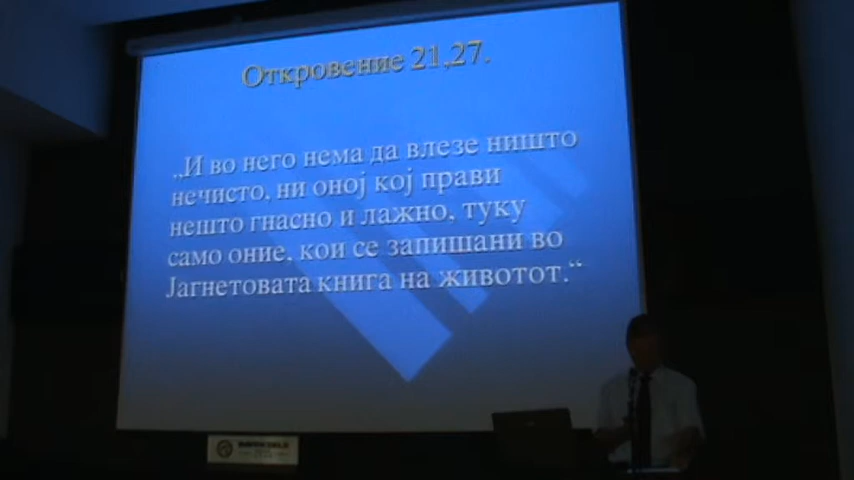 Откровение 21,27.
„И во него нема да влезе ништо
нечисто, ни оној кој прави
нешто гнасно и лажно, туку
само оние, кои се запишани во
Јагнетовата книга на животот.“